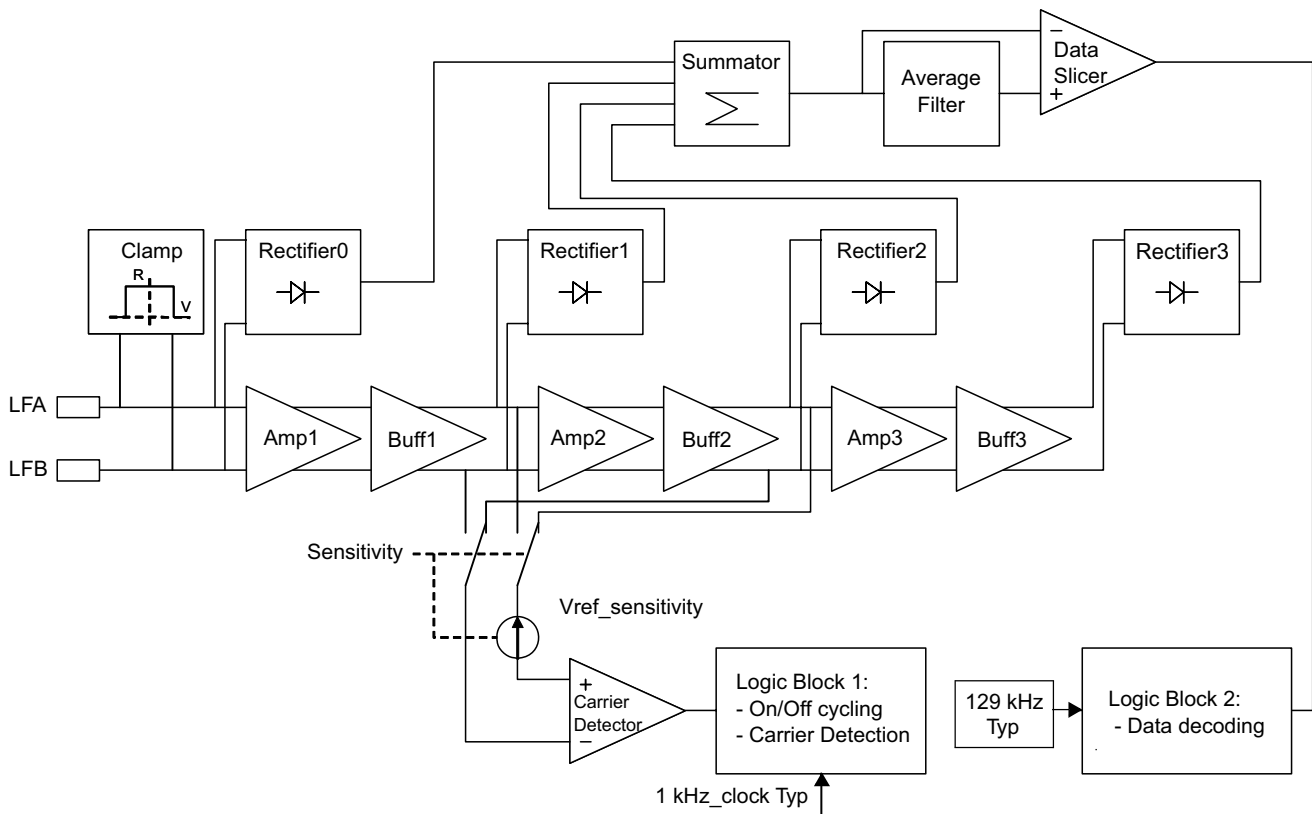 Summator
Average
Filter
−
Data
Slicer
+
Clamp
R
V
Rectifier0
Rectifier1
Rectifier2
Rectifier3
LFA
LFB
Amp1
Buff1
Amp2
Buff2
Amp3
Buff3
Sensitivity
Vref_sensitivity
+
Carrier
Detector
−
Logic Block 1:
- On/Off cycling
- Carrier Detection
1 kHz_clock Typ
129 kHz
Typ
Logic Block 2:
- Data decoding